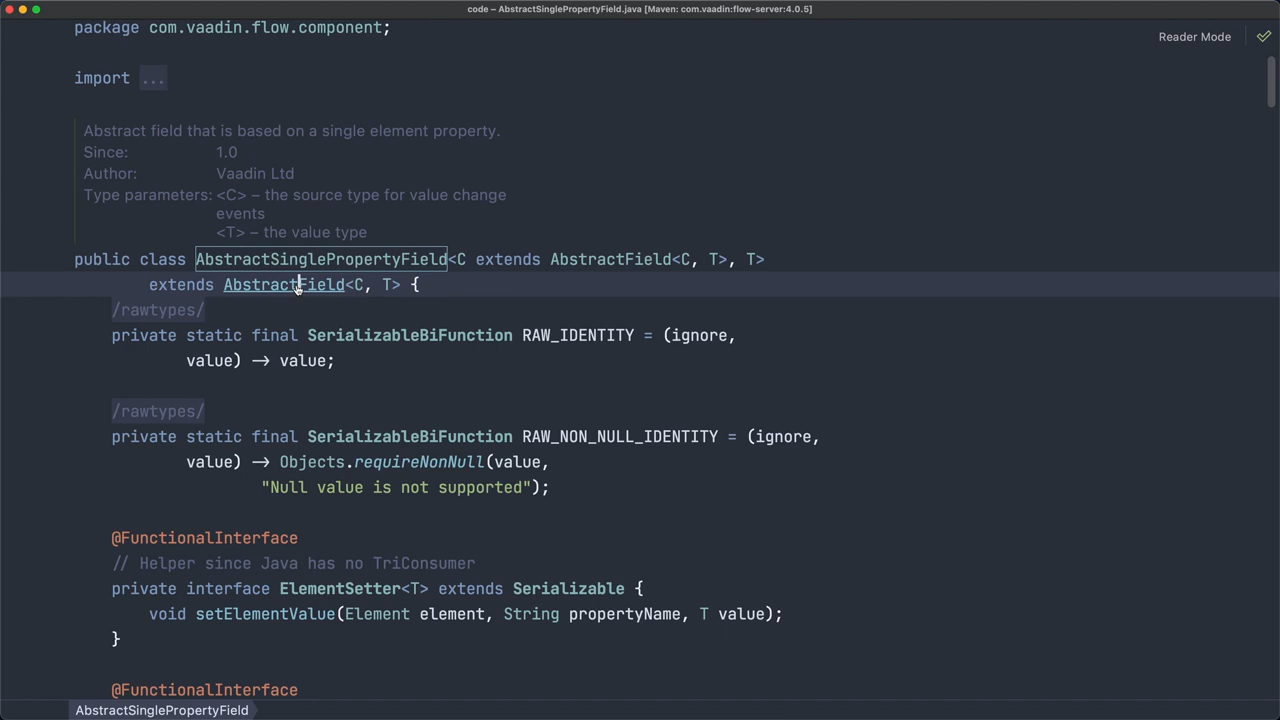 code – AbstractSinglePropertyField.java [Maven: com.vaadin:flow-server:4.0.5]
package com.vaadin.flow.component;
Reader Mode
import ...
Abstract field that is based on a single element property.
Since: 1.0
Author: Vaadin Ltd
Type parameters: <C> – the source type for value change
events
<T> – the value type
public class AbstractSinglePropertyField<C extends AbstractField<C, T>, T>
extends AbstractField<C, T> {
/rawtypes/
private static final SerializableBiFunction RAW_IDENTITY = (ignore,
value) -> value;
/rawtypes/
private static final SerializableBiFunction RAW_NON_NULL_IDENTITY = (ignore,
value) -> Objects.requireNonNull(value,
"Null value is not supported");
@FunctionalInterface
// Helper since Java has no TriConsumer
private interface ElementSetter<T> extends Serializable {
void setElementValue(Element element, String propertyName, T value);
}
@FunctionalInterface
AbstractSinglePropertyField